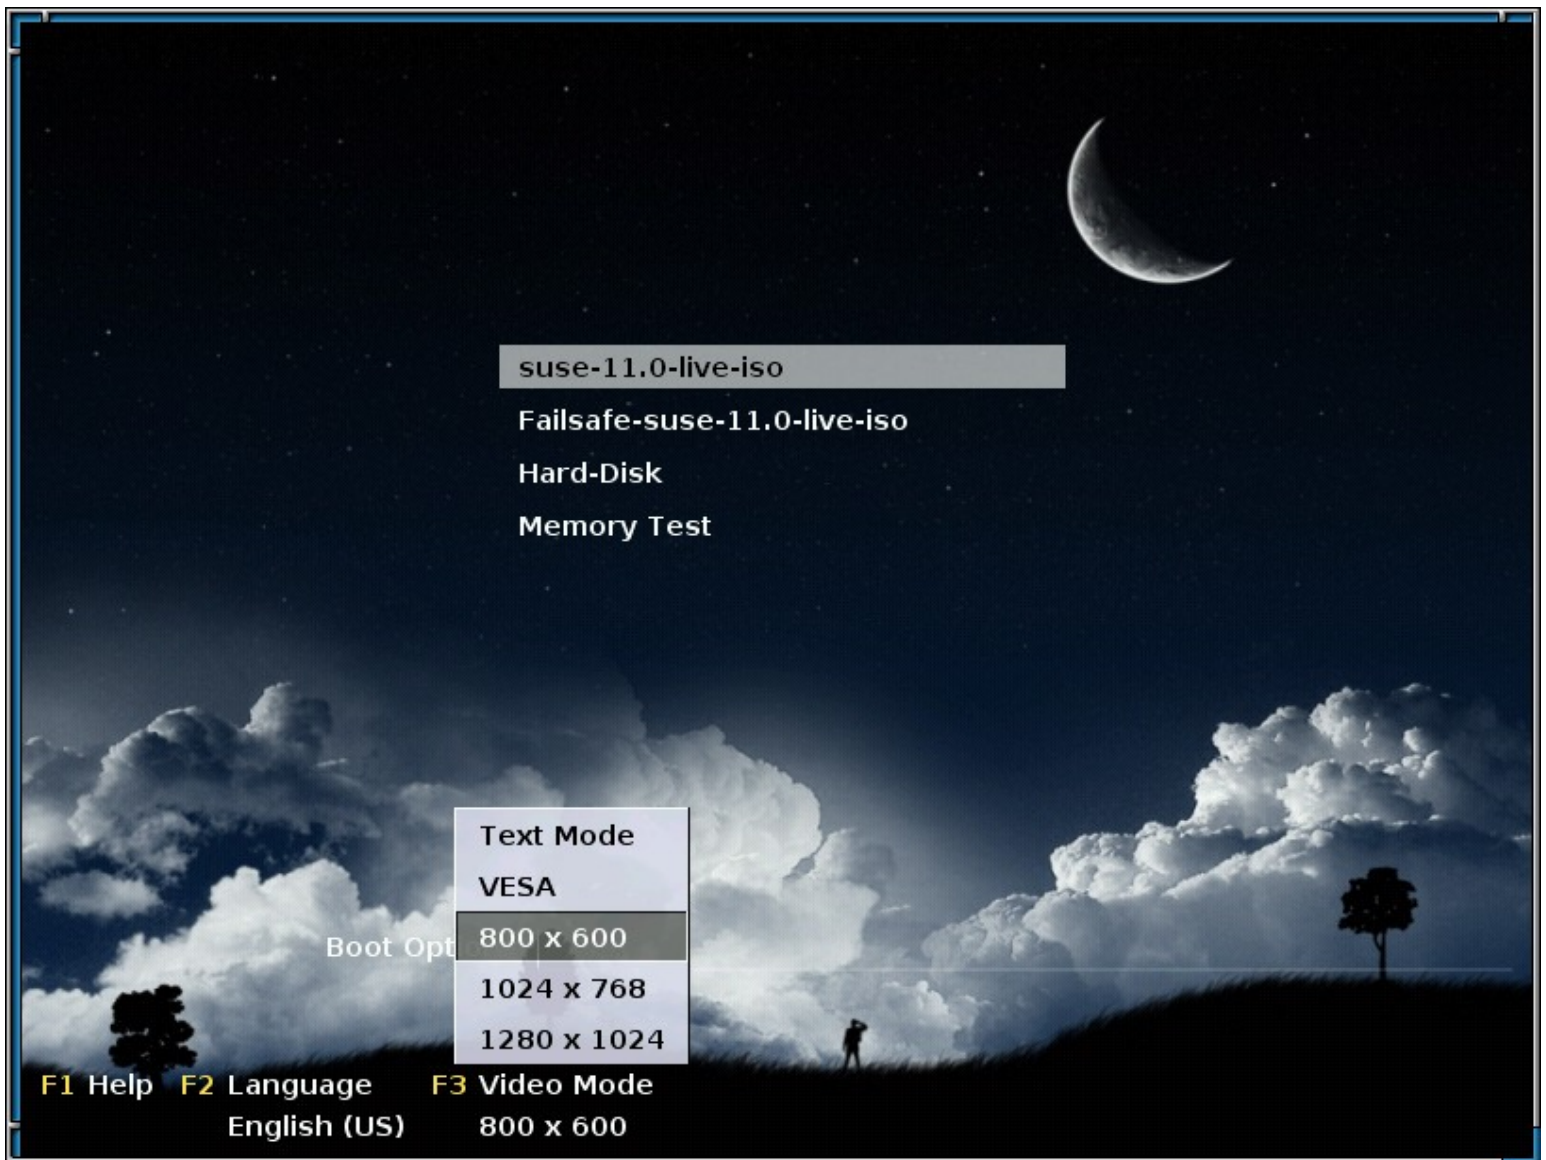 suse-11.0-live-iso
Failsafe-suse-11.0-live-iso
Hard-Disk
Memory Test
Text Mode
VESA
800 x 600
1024 x 768
1280 x 1024
Boot Opt
F1 Help F2 Language F3 Video Mode
English (US) 800 x 600